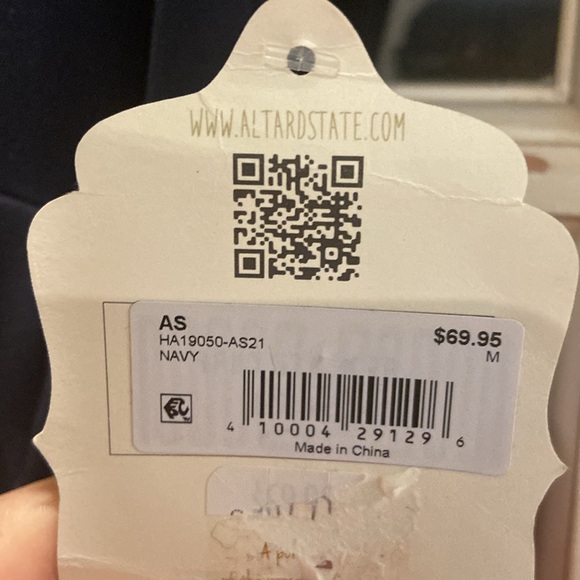 WWW.ALTARDSTATE.COM
AS
HA19050-AS21
NAVY
$69.95
M
4 10004 29129 6
Made in China
A